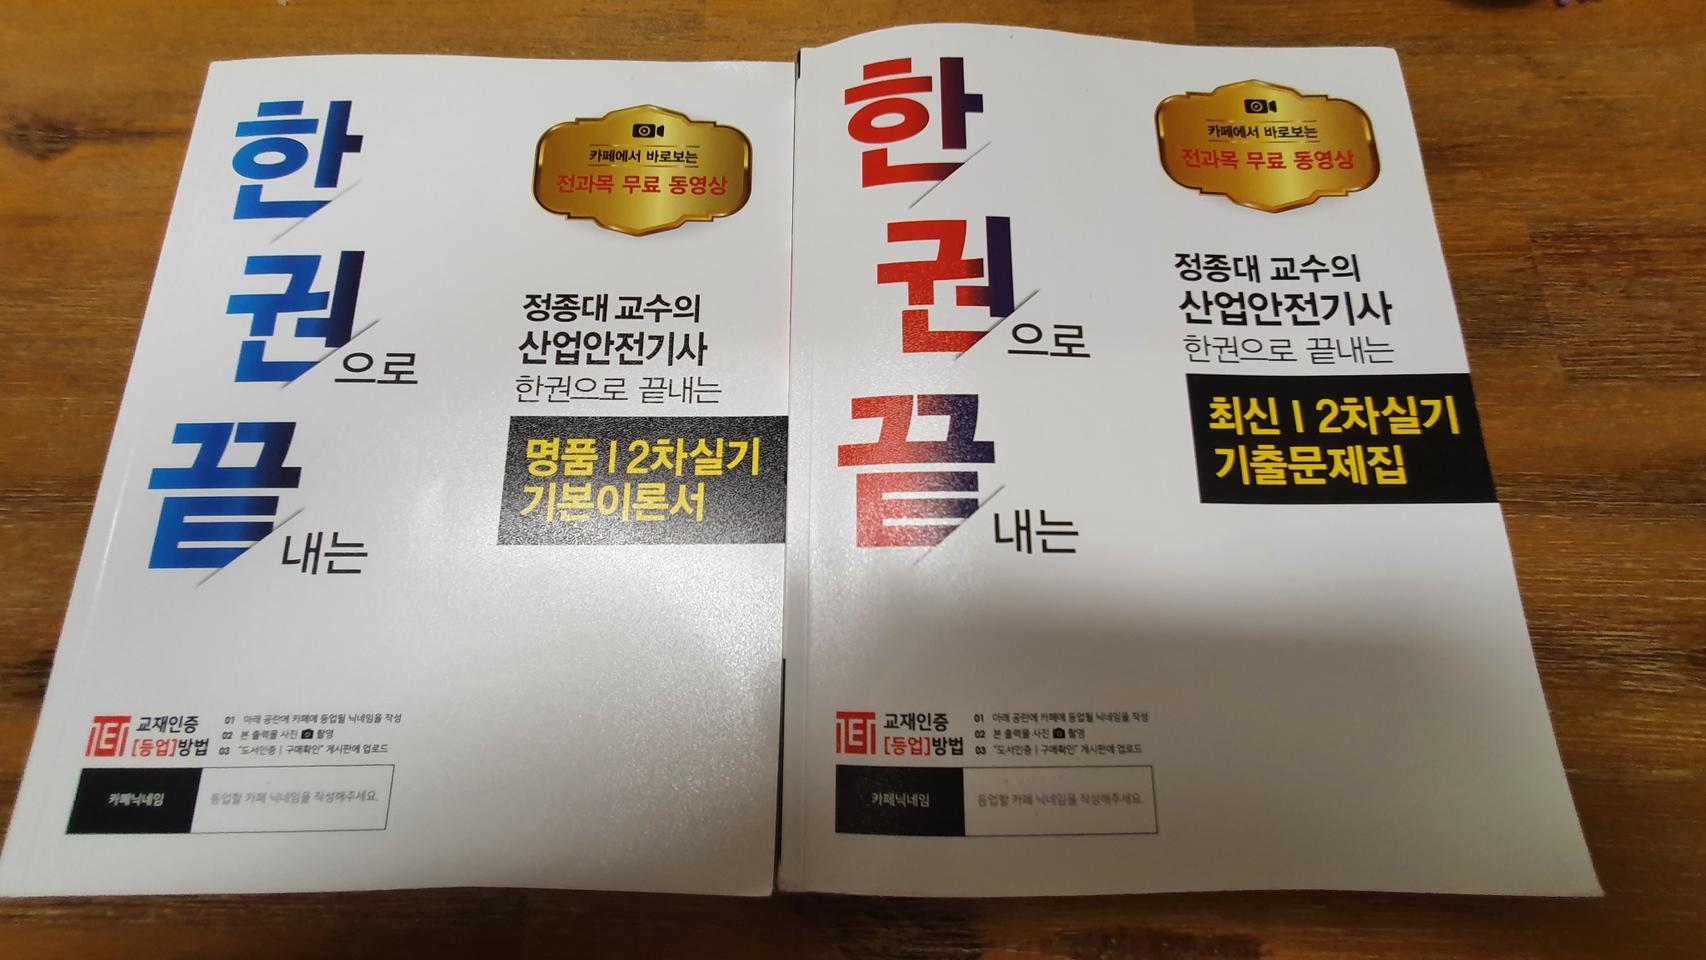 한
권으로
끝내는
카페에서 바로보는
전과목 무료 동영상
정종대 교수의
산업안전기사
한권으로 끝내는
명품 | 2차실기
기본이론서
교재인증
[등업]방법
01 아래 공란에 카페에 등업될 닉네임을 작성
02 본 출력물 사진 촬영
03 "도서인증 | 구매확인" 게시판에 업로드
카페닉네임
등업할 카페 닉네임을 작성해주세요.
한
권으로
끝내는
카페에서 바로보는
전과목 무료 동영상
정종대 교수의
산업안전기사
한권으로 끝내는
최신 | 2차실기
기출문제집
교재인증
[등업]방법
01 아래 공란에 카페에 등업될 닉네임을 작성
02 본 출력물 사진 촬영
03 "도서인증 | 구매확인" 게시판에 업로드
카페닉네임
등업할 카페 닉네임을 작성해주세요.